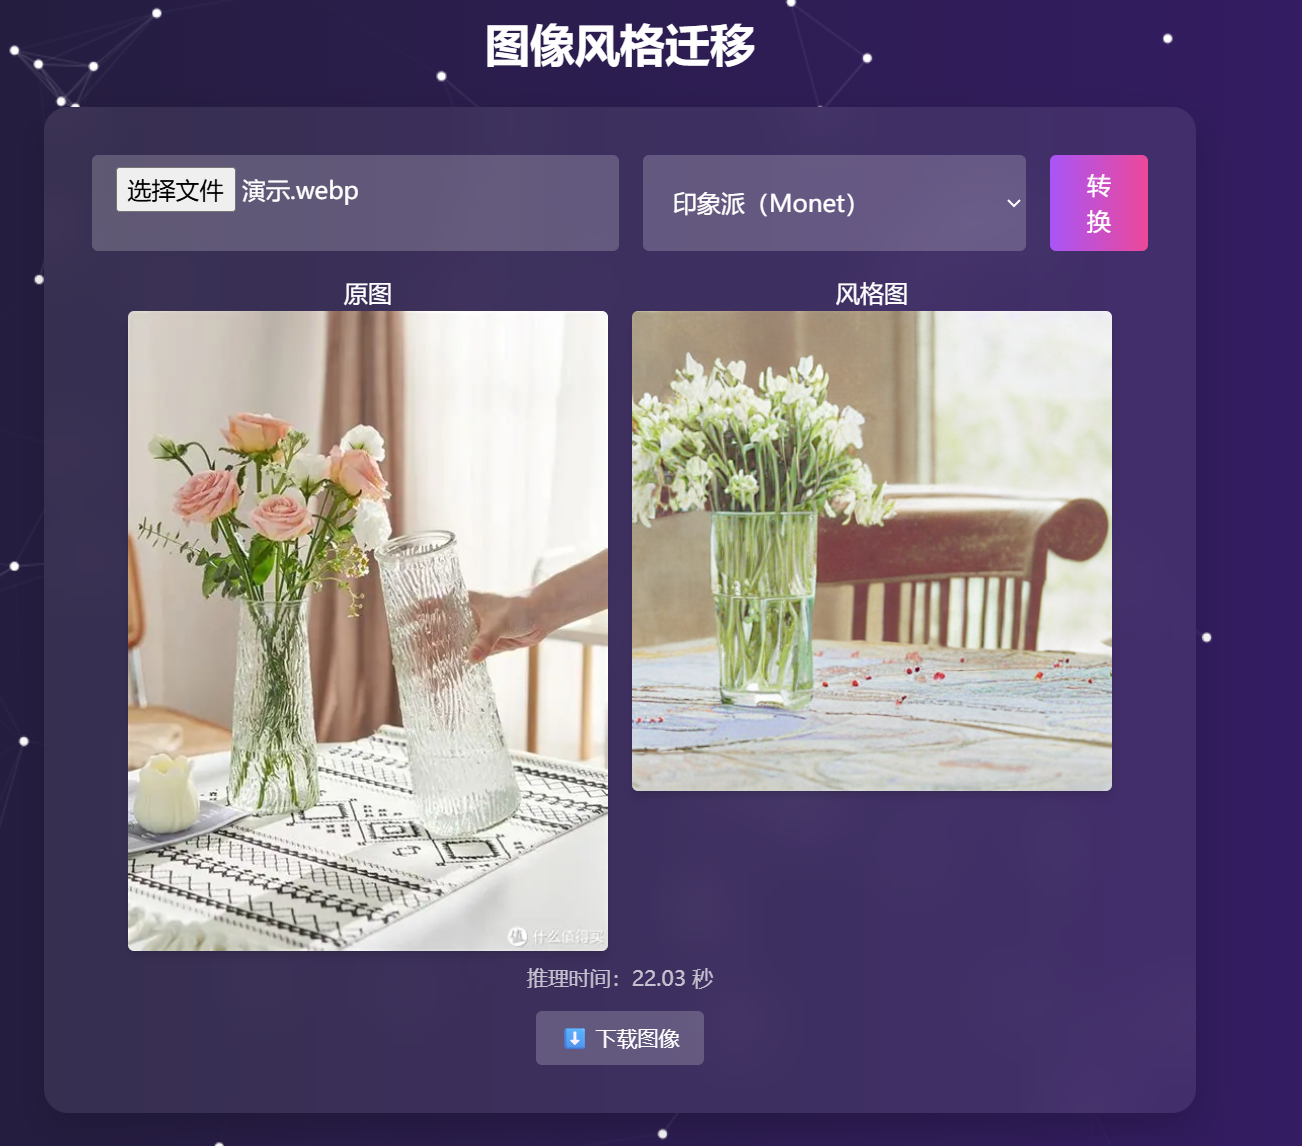 图像风格迁移
选择文件 演示.webp
印象派（Monet）
转
换
原图
风格图
值 什么值得买
推理时间：22.03 秒
下载图像